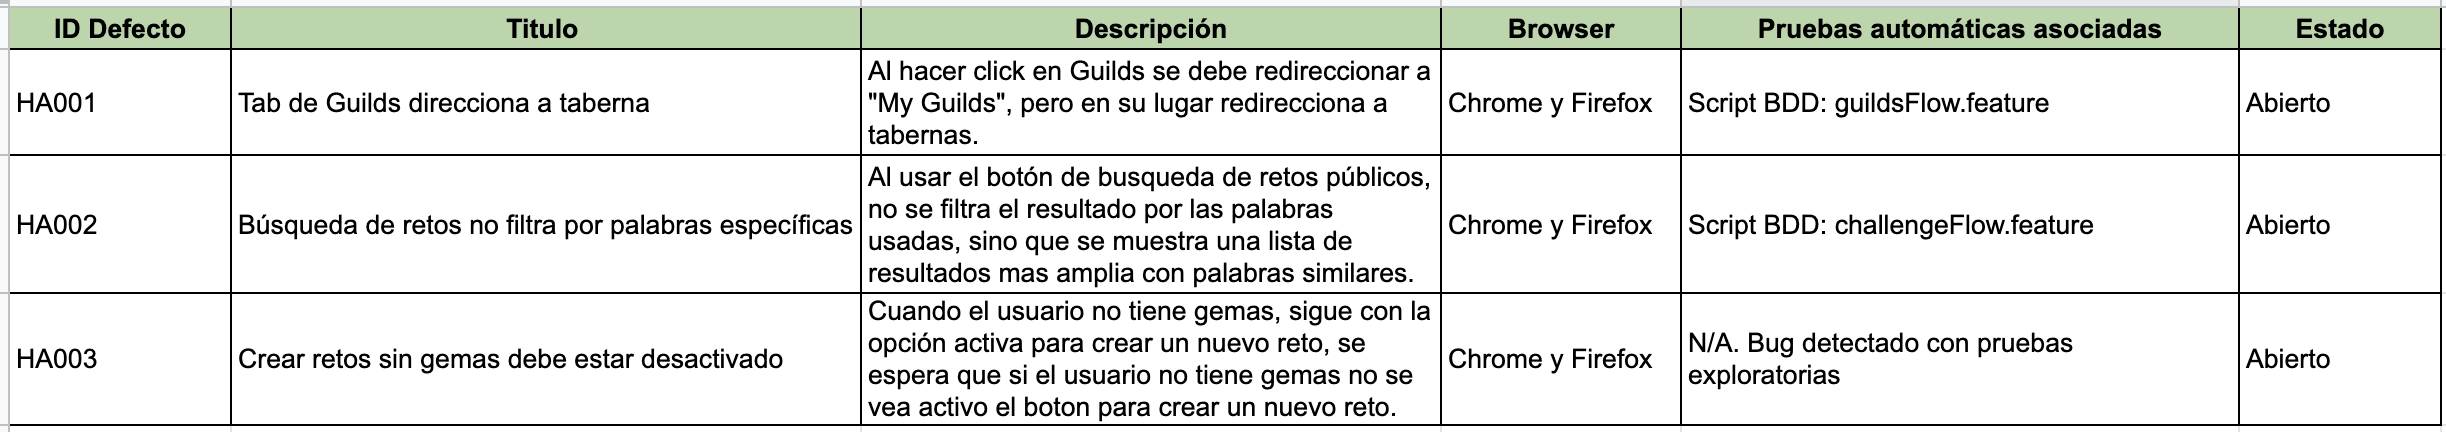 ID Defecto
Titulo
Descripción
Browser
Pruebas automáticas asociadas
Estado
HA001
Tab de Guilds direcciona a taberna
Al hacer click en Guilds se debe redireccionar a
"My Guilds", pero en su lugar redirecciona a
tabernas.
Chrome y Firefox
Script BDD: guildsFlow.feature
Abierto
HA002
Búsqueda de retos no filtra por palabras específicas
Al usar el botón de busqueda de retos públicos,
no se filtra el resultado por las palabras
usadas, sino que se muestra una lista de
resultados mas amplia con palabras similares.
Chrome y Firefox
Script BDD: challengeFlow.feature
Abierto
HA003
Crear retos sin gemas debe estar desactivado
Cuando el usuario no tiene gemas, sigue con la
opción activa para crear un nuevo reto, se
espera que si el usuario no tiene gemas no se
vea activo el boton para crear un nuevo reto.
Chrome y Firefox
N/A. Bug detectado con pruebas
exploratorias
Abierto